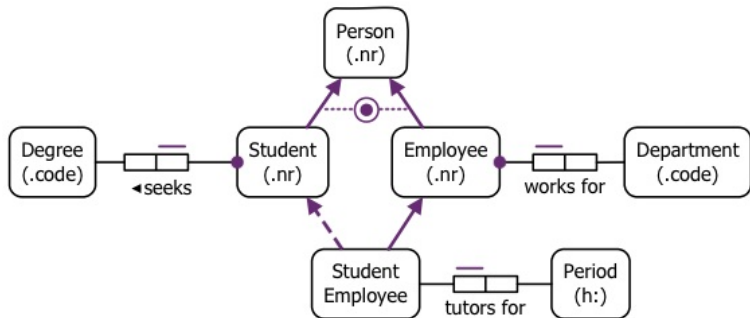 Person
(.nr)
Degree
(.code)
◄seeks
Student
(.nr)
Employee
(.nr)
works for
Department
(.code)
Student
Employee
tutors for
Period
(h:)